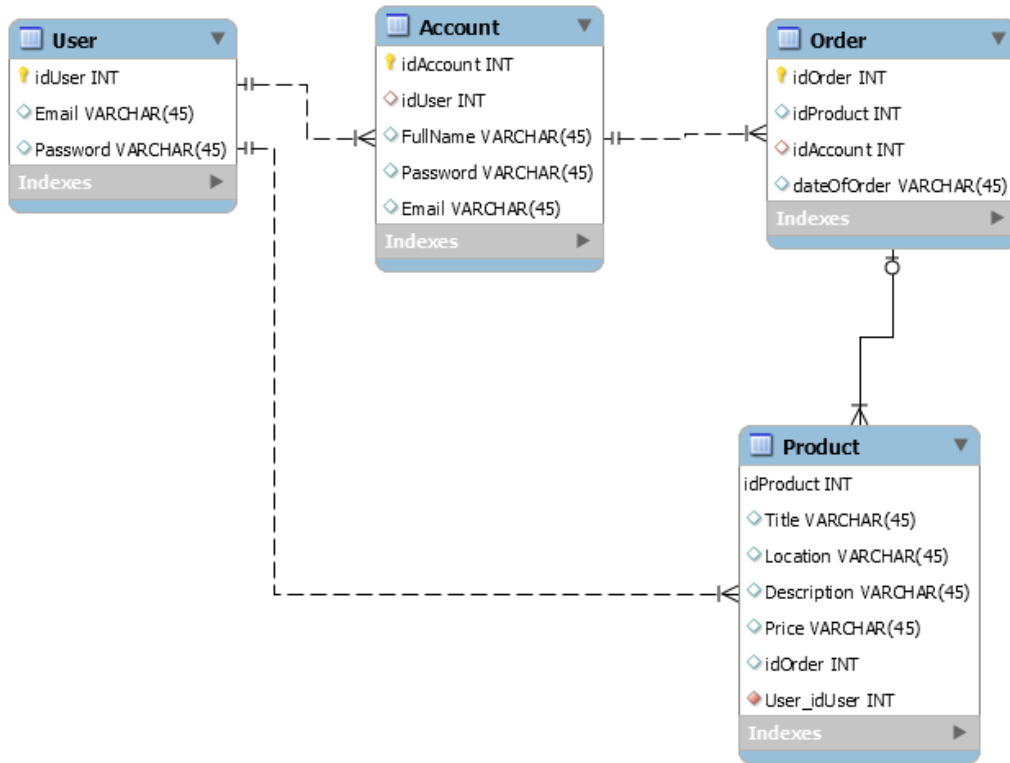 User
idUser INT
Email VARCHAR(45)
Password VARCHAR(45)
Indexes
Account
idAccount INT
idUser INT
FullName VARCHAR(45)
Password VARCHAR(45)
Email VARCHAR(45)
Indexes
Order
idOrder INT
idProduct INT
idAccount INT
dateOfOrder VARCHAR(45)
Indexes
Product
idProduct INT
Title VARCHAR(45)
Location VARCHAR(45)
Description VARCHAR(45)
Price VARCHAR(45)
idOrder INT
User_idUser INT
Indexes